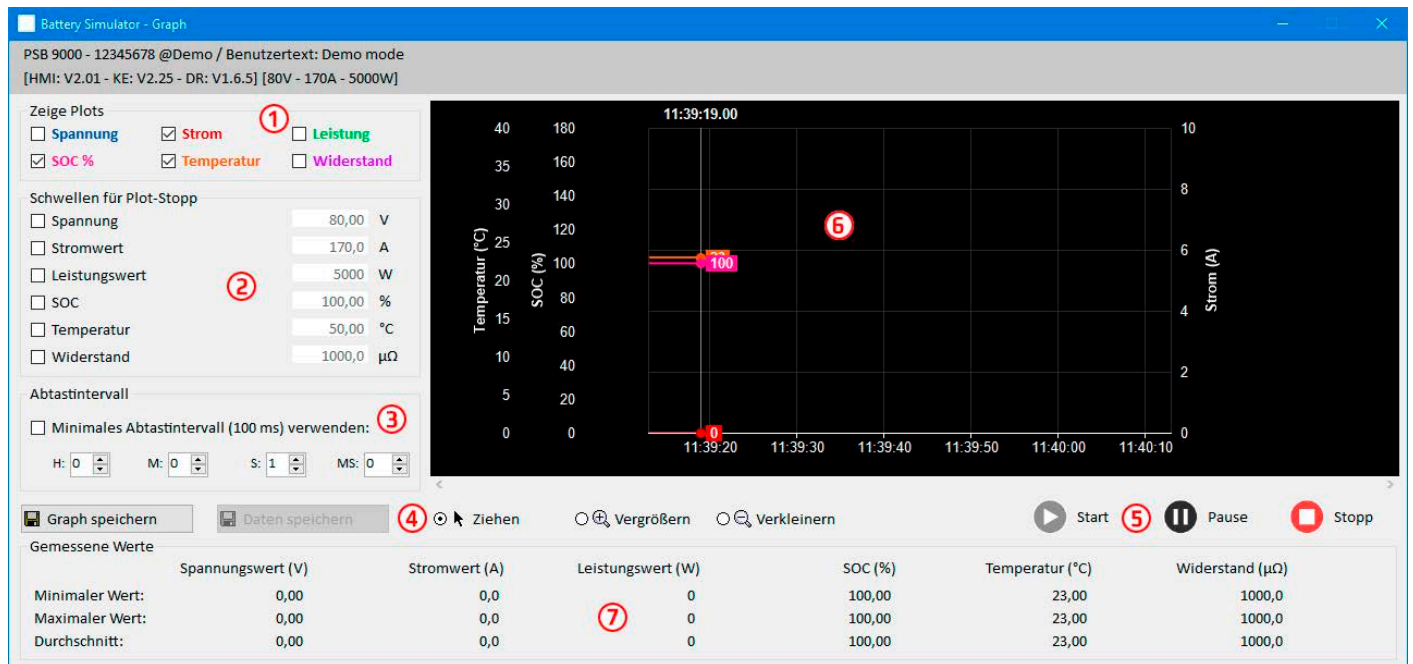 Battery Simulator - Graph
PSB 9000 - 12345678 @Demo / Benutzertext: Demo mode
[HMI: V2.01 - KE: V2.25 - DR: V1.6.5] [80V - 170A - 5000W]
Zeige Plots
1
Spannung Strom Leistung
SOC % Temperatur Widerstand
Schwellen für Plot-Stopp
Spannung 80,00 V
Stromwert 170,0 A
Leistungswert 5000 W
2
SOC 100,00 %
Temperatur 50,00 °C
Widerstand 1000,0 µΩ
Abtastintervall
3
Minimales Abtastintervall (100 ms) verwenden:
H: 0 M: 0 S: 1 MS: 0
11:39:19.00
Temperatur (°C)
40
35
30
25
20
15
10
5
0
SOC (%)
180
160
140
120
100
80
60
40
20
0
6
23
100
0
10
8
6
4
2
0
Strom (A)
11:39:20 11:39:30 11:39:40 11:39:50 11:40:00 11:40:10
Graph speichern Daten speichern 4 Ziehen Vergrößern Verkleinern Start 5 Pause Stopp
Gemessene Werte
Spannungswert (V) Stromwert (A) Leistungswert (W) SOC (%) Temperatur (°C) Widerstand (µΩ)
Minimaler Wert: 0,00 0,0 0 100,00 23,00 1000,0
Maximaler Wert: 0,00 0,0 7 0 100,00 23,00 1000,0
Durchschnitt: 0,00 0,0 0 100,00 23,00 1000,0